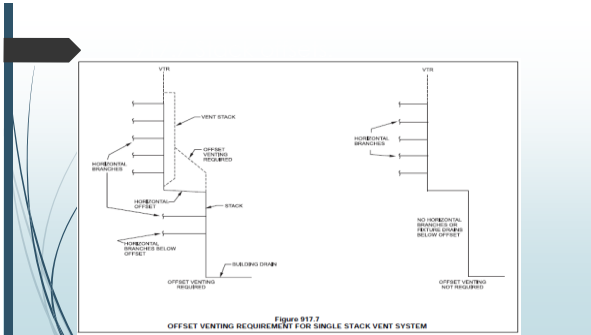 VTR
VENT STACK
OFFSET
VENTING
REQUIRED
HORIZONTAL
BRANCHES
HORIZONTAL
OFFSET
STACK
HORIZONTAL
BRANCHES BELOW
OFFSET
BUILDING DRAIN
OFFSET VENTING
REQUIRED
VTR
HORIZONTAL
BRANCHES
NO HORIZONTAL
BRANCHES OR
FIXTURE DRAINS
BELOW OFFSET
OFFSET VENTING
NOT REQUIRED
Figure 917.7
OFFSET VENTING REQUIREMENT FOR SINGLE STACK VENT SYSTEM